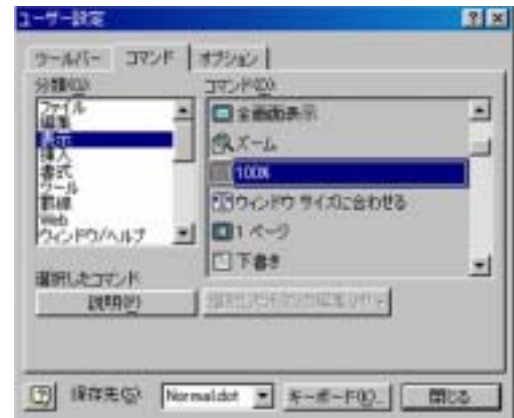 ユーザー設定
ツールバー コマンド オプション
分類(G):
ファイル
編集
表示
挿入
書式
ツール
罫線
Web
ウィンドウ/ヘルプ
コマンド(D):
全画面表示
ズーム
100%
ウィンドウ サイズに合わせる
1 ページ
下書き
選択したコマンド:
説明(P)
保存先(S): Normal.dot キーボード(K)... 閉じる